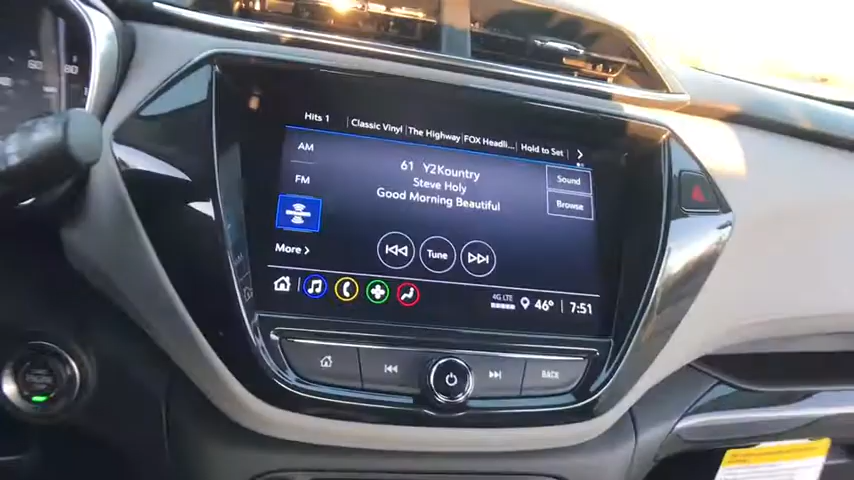 Hits 1
Classic Vinyl
The Highway
FOX Headli...
Hold to Set
AM
FM
More
61 Y2Kountry
Steve Holy
Good Morning Beautiful
Sound
Browse
Tune
4G LTE
46°
7:51
BACK